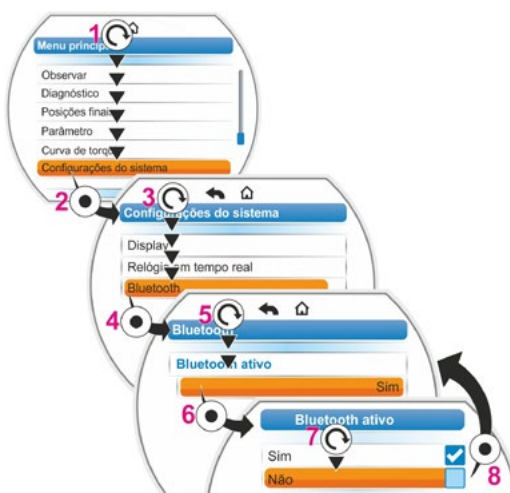 1
Menu princip
Observar
Diagnóstico
Posições finais
Parâmetro
Curva de torque
Configurações do sistema
2
3
Configurações do sistema
Display
Relógio em tempo real
Bluetooth
4
5
Bluetooth
Bluetooth ativo
Sim
6
Bluetooth ativo
7
Sim
Não
8